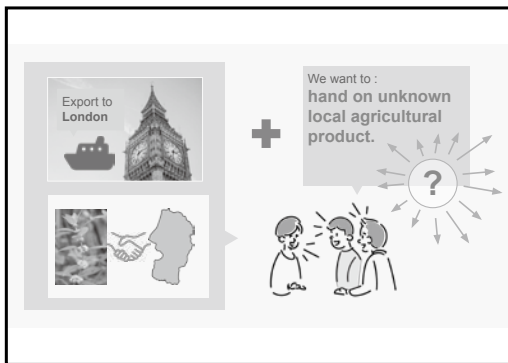 Export to
London
We want to :
hand on unknown
local agricultural
product.
?